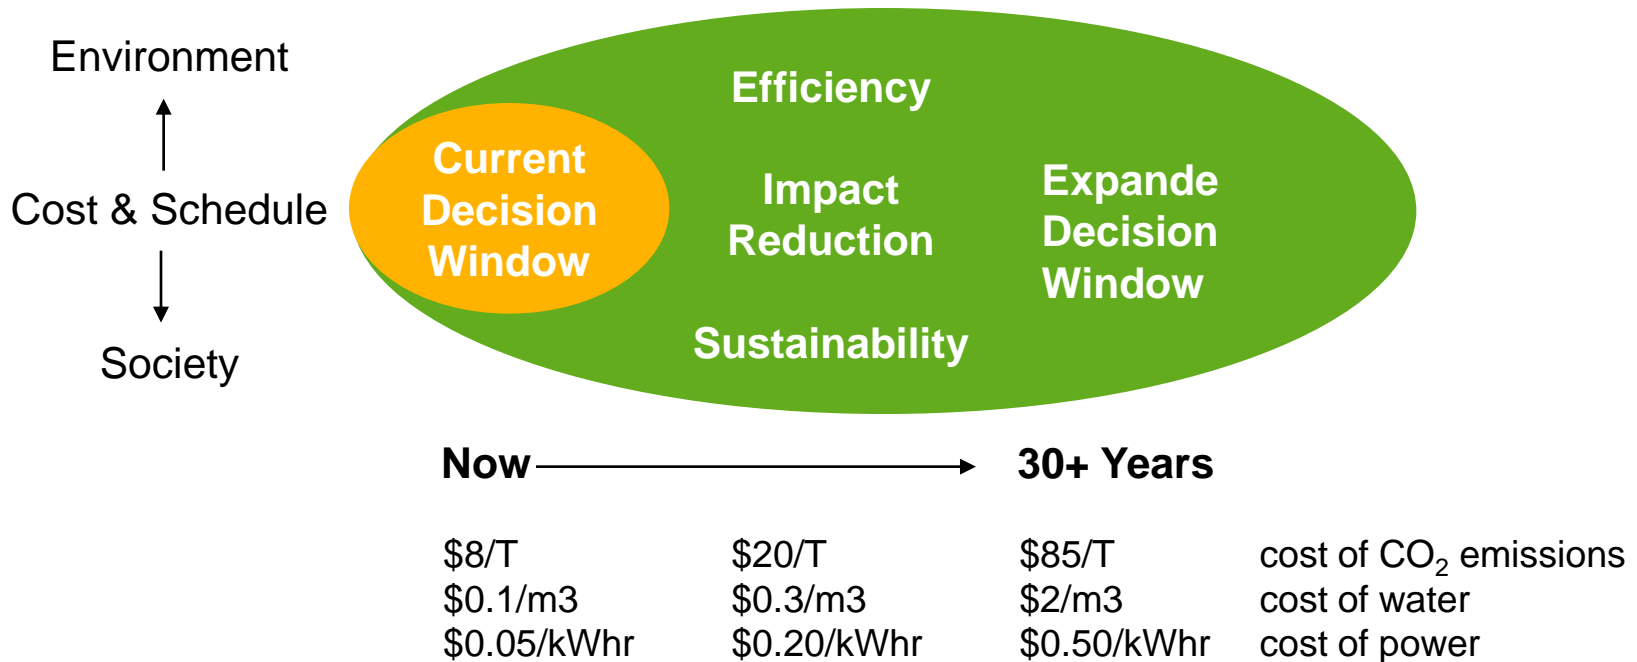 Environment
Cost & Schedule
Society
Current
Decision
Window
Efficiency
Impact
Reduction
Sustainability
Expande
Decision
Window
Now 30+ Years
$8/T $20/T $85/T cost of CO₂ emissions
$0.1/m3 $0.3/m3 $2/m3 cost of water
$0.05/kWhr $0.20/kWhr $0.50/kWhr cost of power